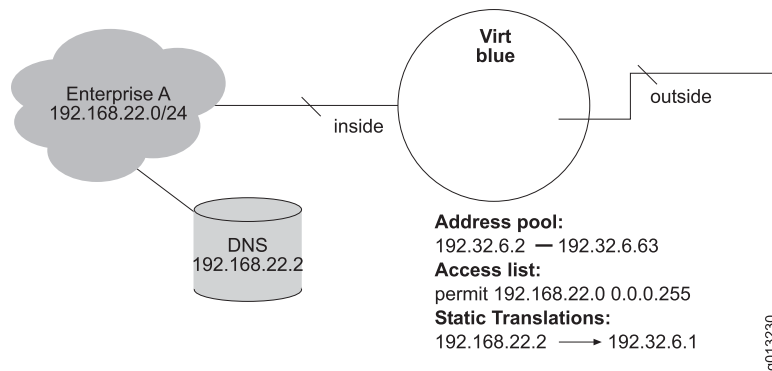 Enterprise A
192.168.22.0/24
inside
Virt
blue
outside
DNS
192.168.22.2
Address pool:
192.32.6.2 — 192.32.6.63
Access list:
permit 192.168.22.0 0.0.0.255
Static Translations:
192.168.22.2 → 192.32.6.1
g013230